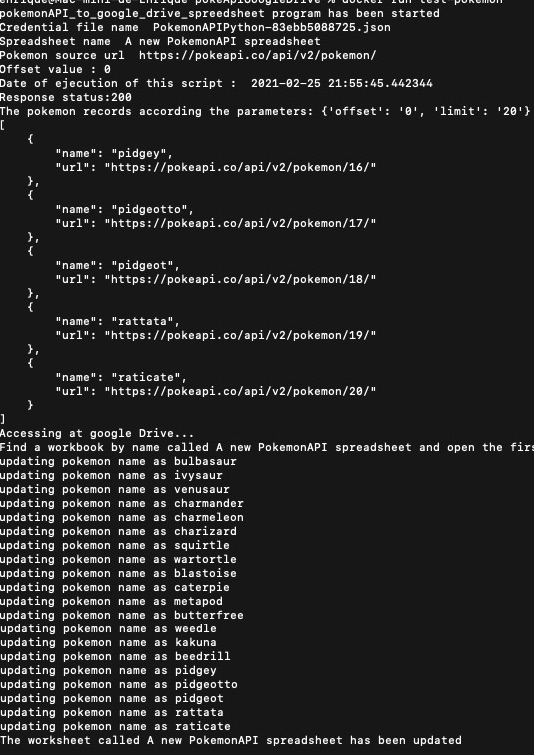 enrique@Mac-mini-de-Enrique pokeApiGoogleDrive % docker run test-pokemon
pokemonAPI_to_google_drive_spreedsheet program has been started
Credential file name  PokemonAPIPython-83ebb5088725.json
Spreadsheet name  A new PokemonAPI spreadsheet
Pokemon source url  https://pokeapi.co/api/v2/pokemon/
Offset value : 0
Date of ejecution of this script :  2021-02-25 21:55:45.442344
Response status:200
The pokemon records according the parameters: {'offset': '0', 'limit': '20'}
[
    {
        "name": "pidgey",
        "url": "https://pokeapi.co/api/v2/pokemon/16/"
    },
    {
        "name": "pidgeotto",
        "url": "https://pokeapi.co/api/v2/pokemon/17/"
    },
    {
        "name": "pidgeot",
        "url": "https://pokeapi.co/api/v2/pokemon/18/"
    },
    {
        "name": "rattata",
        "url": "https://pokeapi.co/api/v2/pokemon/19/"
    },
    {
        "name": "raticate",
        "url": "https://pokeapi.co/api/v2/pokemon/20/"
    }
]
Accessing at google Drive...
Find a workbook by name called A new PokemonAPI spreadsheet and open the firs
updating pokemon name as bulbasaur
updating pokemon name as ivysaur
updating pokemon name as venusaur
updating pokemon name as charmander
updating pokemon name as charmeleon
updating pokemon name as charizard
updating pokemon name as squirtle
updating pokemon name as wartortle
updating pokemon name as blastoise
updating pokemon name as caterpie
updating pokemon name as metapod
updating pokemon name as butterfree
updating pokemon name as weedle
updating pokemon name as kakuna
updating pokemon name as beedrill
updating pokemon name as pidgey
updating pokemon name as pidgeotto
updating pokemon name as pidgeot
updating pokemon name as rattata
updating pokemon name as raticate
The worksheet called A new PokemonAPI spreadsheet has been updated